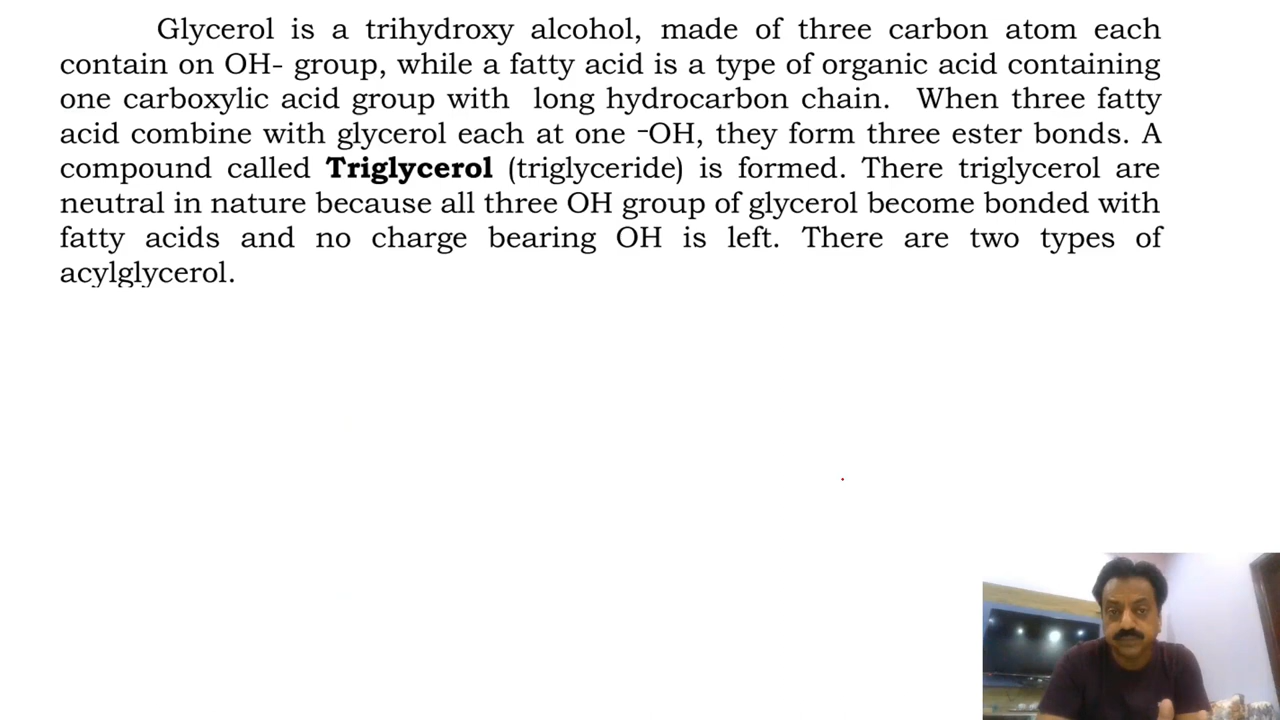 Glycerol is a trihydroxy alcohol, made of three carbon atom each
contain on OH- group, while a fatty acid is a type of organic acid containing
one carboxylic acid group with long hydrocarbon chain. When three fatty
acid combine with glycerol each at one ⁻OH, they form three ester bonds. A
compound called Triglycerol (triglyceride) is formed. There triglycerol are
neutral in nature because all three OH group of glycerol become bonded with
fatty acids and no charge bearing OH is left. There are two types of
acylglycerol.